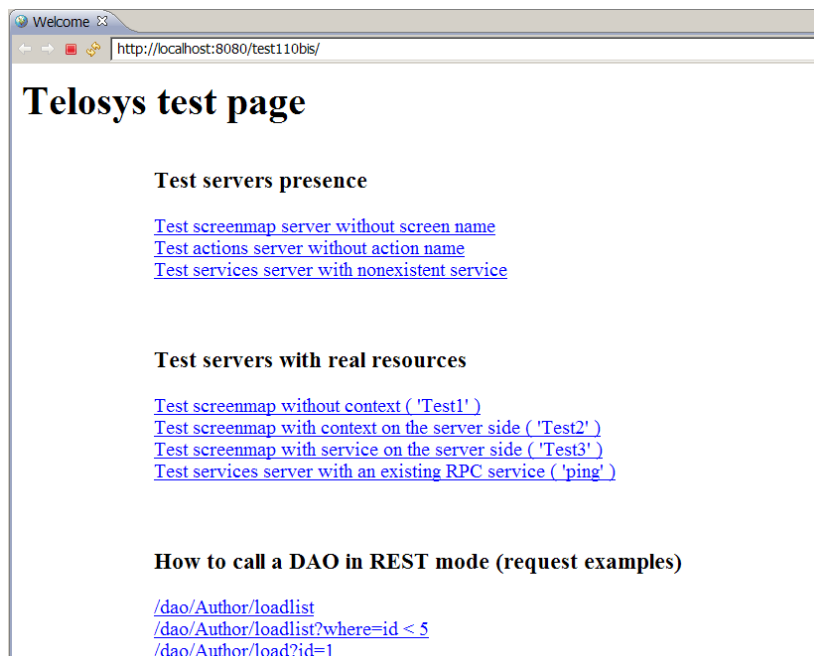 Welcome
http://localhost:8080/test110bis/
Telosys test page
Test servers presence
Test screenmap server without screen name
Test actions server without action name
Test services server with nonexistent service
Test servers with real resources
Test screenmap without context ( 'Test1' )
Test screenmap with context on the server side ( 'Test2' )
Test screenmap with service on the server side ( 'Test3' )
Test services server with an existing RPC service ( 'ping' )
How to call a DAO in REST mode (request examples)
/dao/Author/loadlist
/dao/Author/loadlist?where=id < 5
/dao/Author/load?id=1